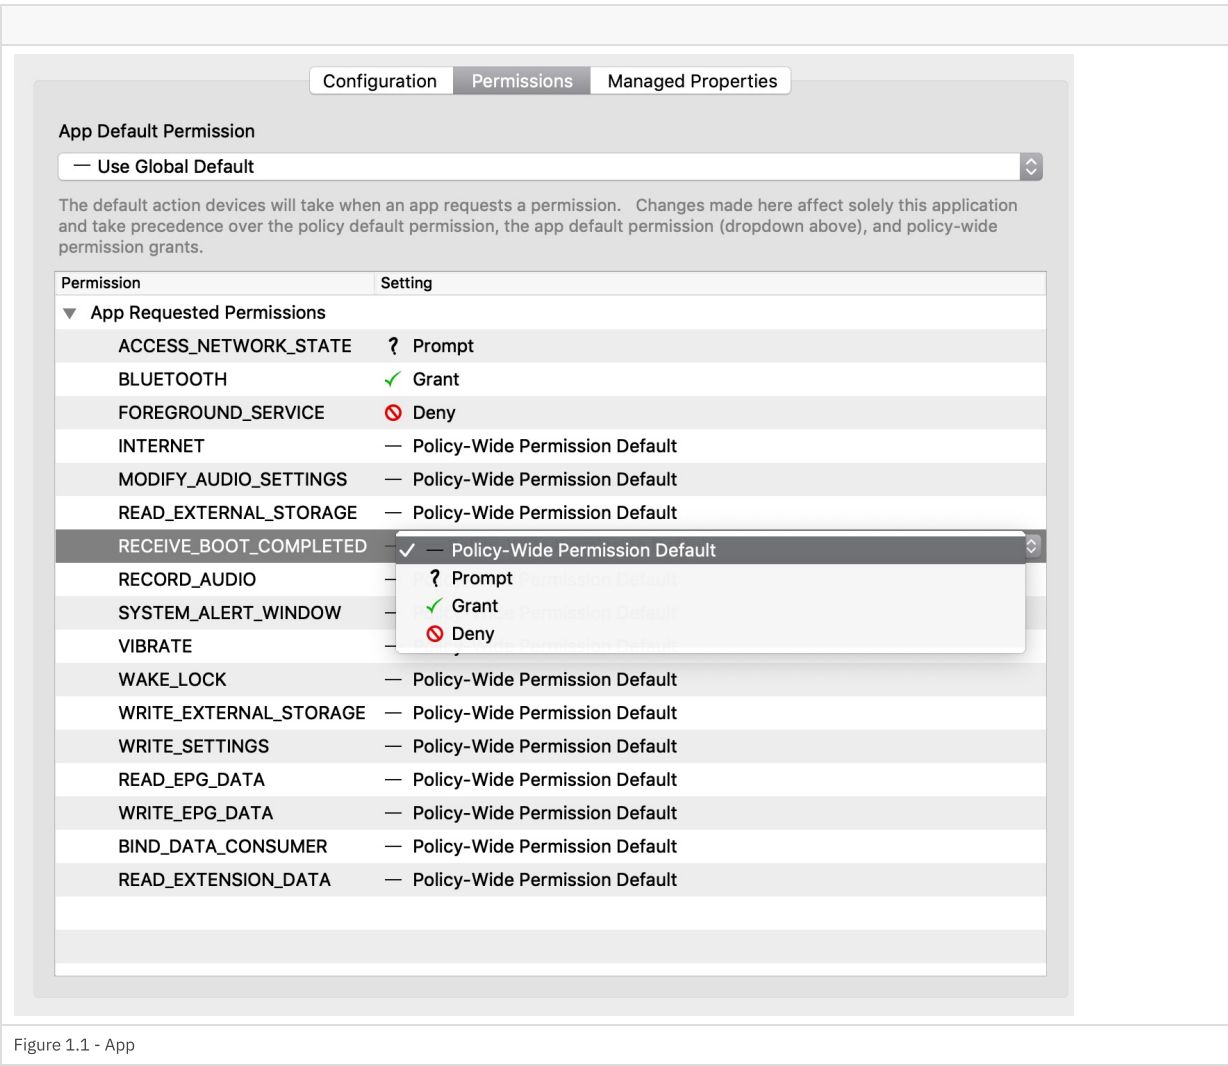 Configuration Permissions Managed Properties
App Default Permission
— Use Global Default
The default action devices will take when an app requests a permission. Changes made here affect solely this application
and take precedence over the policy default permission, the app default permission (dropdown above), and policy-wide
permission grants.
Permission Setting
App Requested Permissions
ACCESS_NETWORK_STATE ? Prompt
BLUETOOTH Grant
FOREGROUND_SERVICE Deny
INTERNET — Policy-Wide Permission Default
MODIFY_AUDIO_SETTINGS — Policy-Wide Permission Default
READ_EXTERNAL_STORAGE — Policy-Wide Permission Default
RECEIVE_BOOT_COMPLETED — Policy-Wide Permission Default
RECORD_AUDIO — ? Prompt
Grant
SYSTEM_ALERT_WINDOW —
Deny
VIBRATE —
WAKE_LOCK — Policy-Wide Permission Default
WRITE_EXTERNAL_STORAGE — Policy-Wide Permission Default
WRITE_SETTINGS — Policy-Wide Permission Default
READ_EPG_DATA — Policy-Wide Permission Default
WRITE_EPG_DATA — Policy-Wide Permission Default
BIND_DATA_CONSUMER — Policy-Wide Permission Default
READ_EXTENSION_DATA — Policy-Wide Permission Default
Figure 1.1 - App